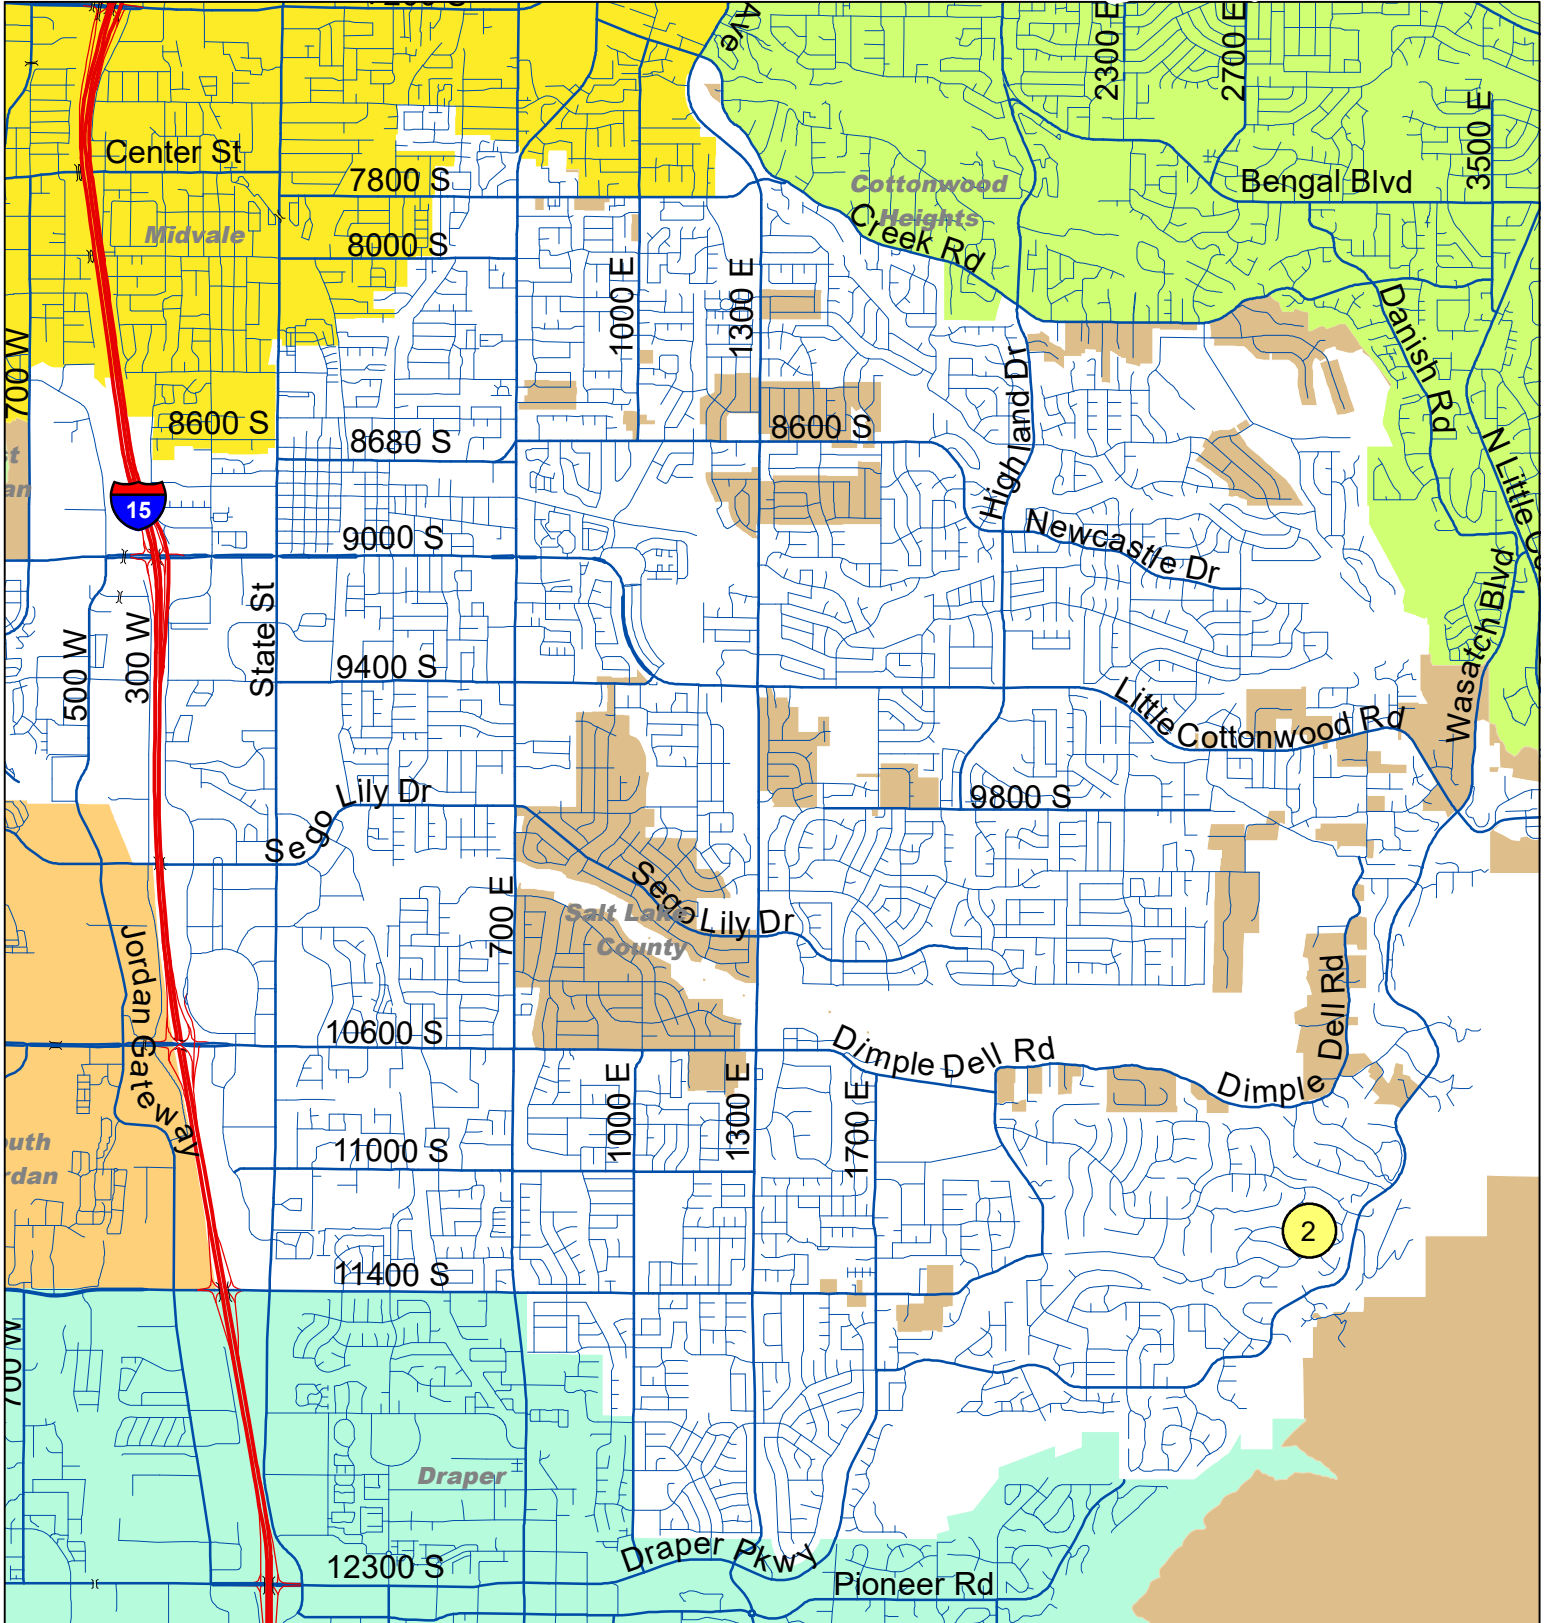 Ave
2300 E
2700 E
3500 E
Center St
7800 S
Cottonwood
Heights
Bengal Blvd
Midvale
8000 S
Creek Rd
1000 E
1300 E
Danish Rd
700 W
Highland Dr
8600 S
8680 S
8600 S
N Little
15
9000 S
Newcastle Dr
Wasatch Blvd
State St
500 W
300 W
9400 S
Little Cottonwood Rd
Sego Lily Dr
9800 S
700 E
Sego Lily Dr
Salt Lake
County
Jordan Gateway
10600 S
Dimple Dell Rd
Dimple Dell Rd
1000 E
1300 E
1700 E
11000 S
2
11400 S
700 W
Draper
12300 S
Draper Pkwy
Pioneer Rd